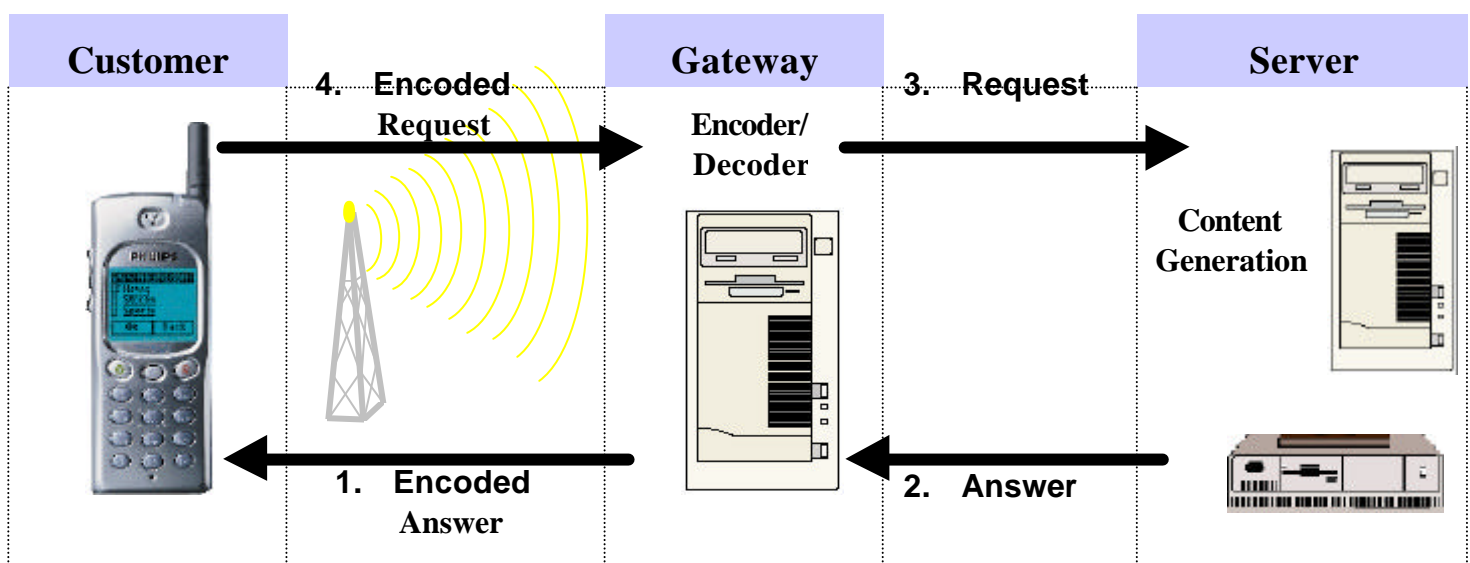 Customer
Gateway
Server
4. Encoded
Request
3. Request
Encoder/
Decoder
Content
Generation
PHILIPS
1. Encoded
Answer
2. Answer